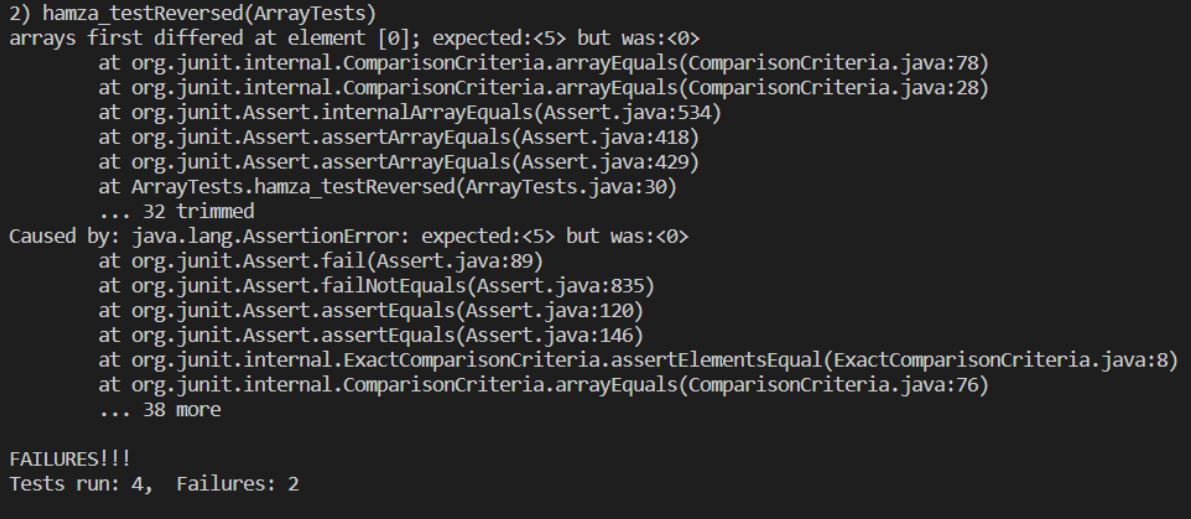 2) hamza_testReversed(ArrayTests)
arrays first differed at element [0]; expected:<5> but was:<0>
        at org.junit.internal.ComparisonCriteria.arrayEquals(ComparisonCriteria.java:78)
        at org.junit.internal.ComparisonCriteria.arrayEquals(ComparisonCriteria.java:28)
        at org.junit.Assert.internalArrayEquals(Assert.java:534)
        at org.junit.Assert.assertArrayEquals(Assert.java:418)
        at org.junit.Assert.assertArrayEquals(Assert.java:429)
        at ArrayTests.hamza_testReversed(ArrayTests.java:30)
        ... 32 trimmed
Caused by: java.lang.AssertionError: expected:<5> but was:<0>
        at org.junit.Assert.fail(Assert.java:89)
        at org.junit.Assert.failNotEquals(Assert.java:835)
        at org.junit.Assert.assertEquals(Assert.java:120)
        at org.junit.Assert.assertEquals(Assert.java:146)
        at org.junit.internal.ExactComparisonCriteria.assertElementsEqual(ExactComparisonCriteria.java:8)
        at org.junit.internal.ComparisonCriteria.arrayEquals(ComparisonCriteria.java:76)
        ... 38 more

FAILURES!!!
Tests run: 4,  Failures: 2